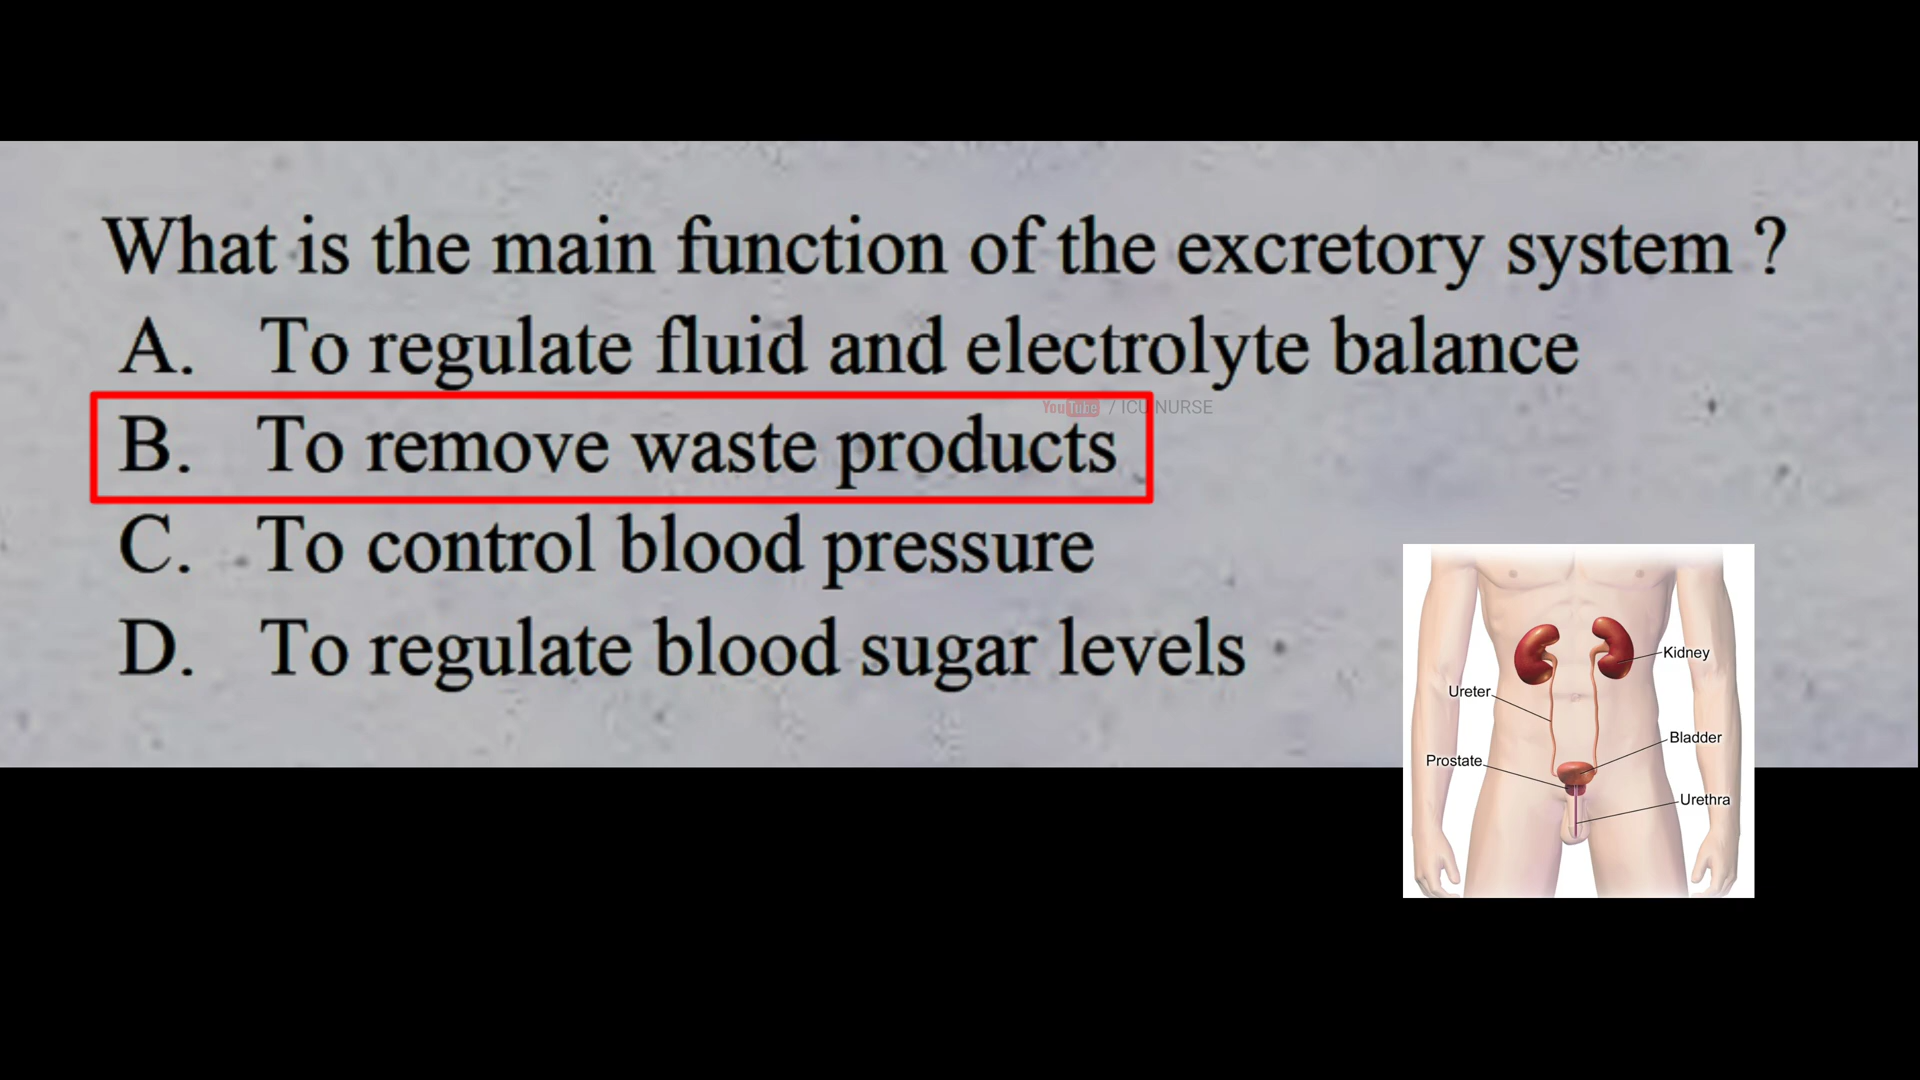 What is the main function of the excretory system ?
A. To regulate fluid and electrolyte balance
YouTube / ICU NURSE
B. To remove waste products
C. To control blood pressure
D. To regulate blood sugar levels
Kidney
Ureter
Bladder
Prostate
Urethra